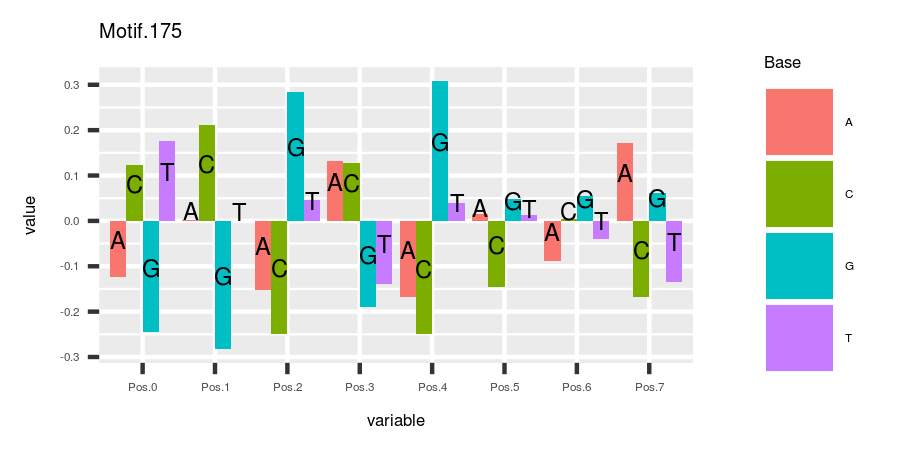 Motif.175
value
0.3
0.2
0.1
0.0
-0.1
-0.2
-0.3
A C G T
A C G T
A C G T
A C G T
A C G T
A C G T
A C G T
A C G T
Pos.0 Pos.1 Pos.2 Pos.3 Pos.4 Pos.5 Pos.6 Pos.7
variable
Base
A
C
G
T